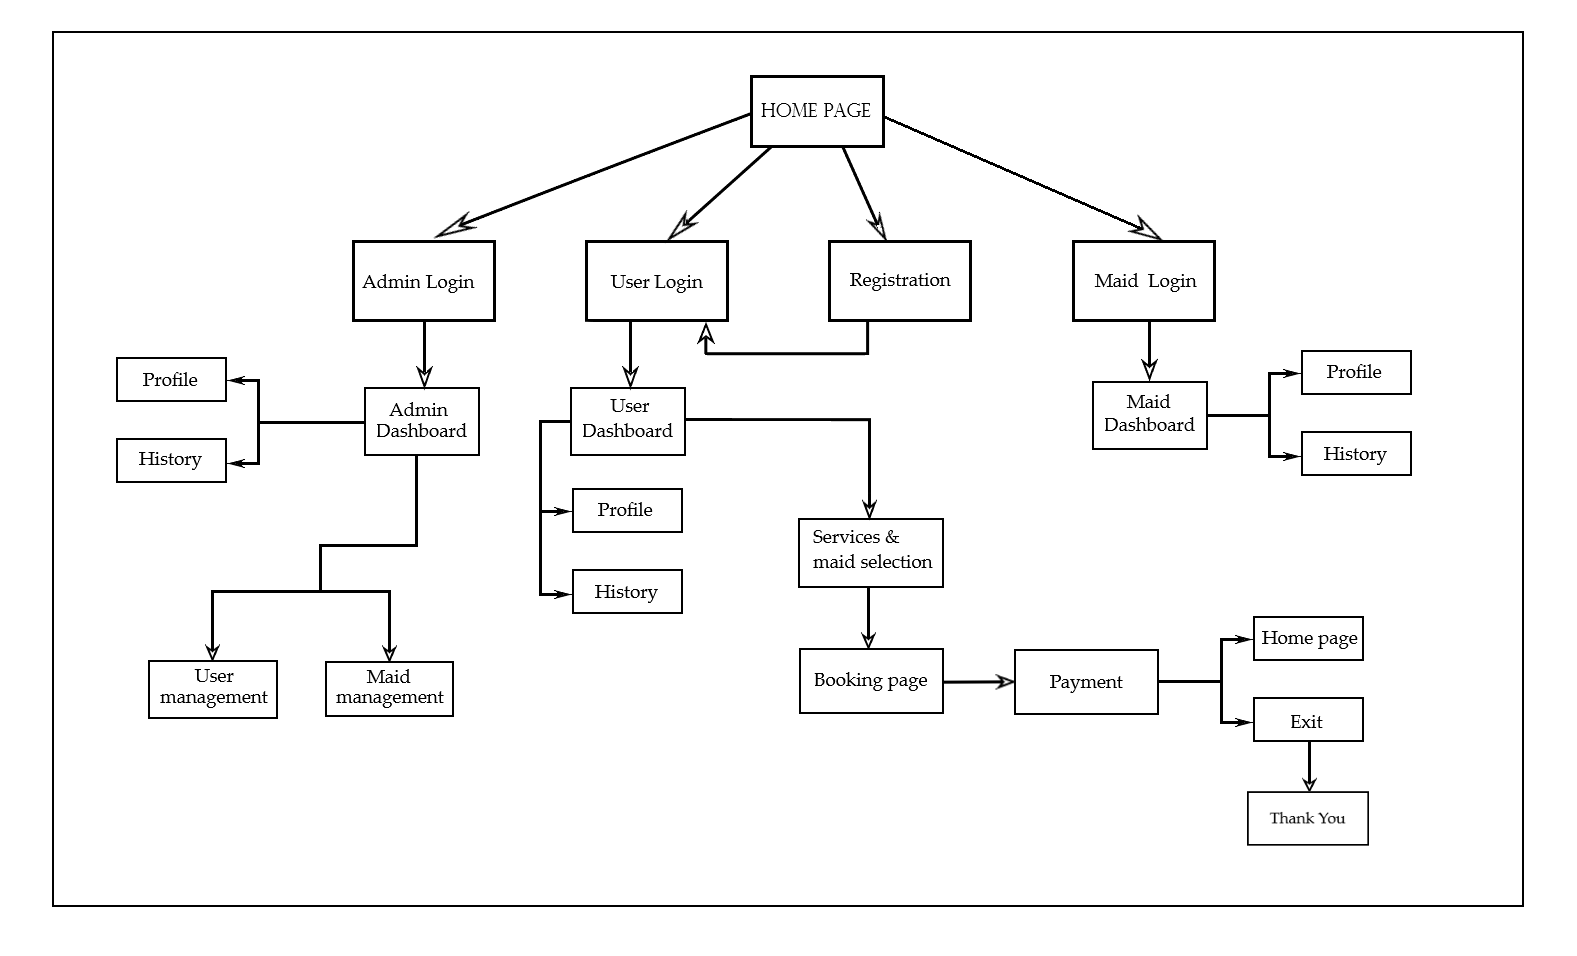 HOME PAGE
Admin Login
User Login
Registration
Maid Login
Profile
History
Admin
Dashboard
User
Dashboard
Maid
Dashboard
Profile
History
Profile
History
Services &
maid selection
User
management
Maid
management
Booking page
Payment
Home page
Exit
Thank You